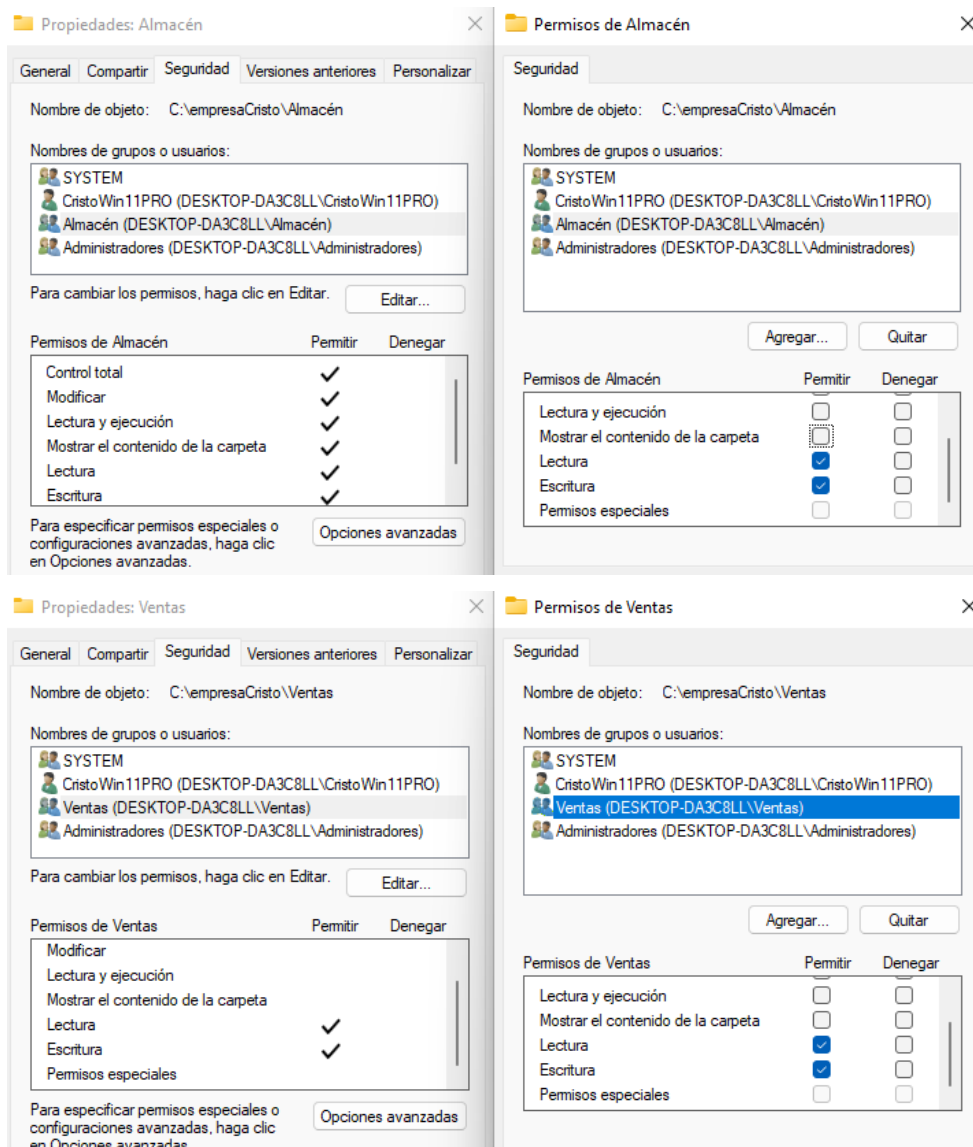 Propiedades: Almacén
General Compartir Seguridad Versiones anteriores Personalizar
Nombre de objeto: C:\empresaCristo\Almacén
Nombres de grupos o usuarios:
SYSTEM
CristoWin11PRO (DESKTOP-DA3C8LL\CristoWin11PRO)
Almacén (DESKTOP-DA3C8LL\Almacén)
Administradores (DESKTOP-DA3C8LL\Administradores)
Para cambiar los permisos, haga clic en Editar. Editar...
Permisos de Almacén Permitir Denegar
Control total
Modificar
Lectura y ejecución
Mostrar el contenido de la carpeta
Lectura
Escritura
Para especificar permisos especiales o
configuraciones avanzadas, haga clic
en Opciones avanzadas.
Opciones avanzadas
Permisos de Almacén
Seguridad
Nombre de objeto: C:\empresaCristo\Almacén
Nombres de grupos o usuarios:
SYSTEM
CristoWin11PRO (DESKTOP-DA3C8LL\CristoWin11PRO)
Almacén (DESKTOP-DA3C8LL\Almacén)
Administradores (DESKTOP-DA3C8LL\Administradores)
Agregar... Quitar
Permisos de Almacén Permitir Denegar
Lectura y ejecución
Mostrar el contenido de la carpeta
Lectura
Escritura
Permisos especiales
Propiedades: Ventas
General Compartir Seguridad Versiones anteriores Personalizar
Nombre de objeto: C:\empresaCristo\Ventas
Nombres de grupos o usuarios:
SYSTEM
CristoWin11PRO (DESKTOP-DA3C8LL\CristoWin11PRO)
Ventas (DESKTOP-DA3C8LL\Ventas)
Administradores (DESKTOP-DA3C8LL\Administradores)
Para cambiar los permisos, haga clic en Editar. Editar...
Permisos de Ventas Permitir Denegar
Modificar
Lectura y ejecución
Mostrar el contenido de la carpeta
Lectura
Escritura
Permisos especiales
Para especificar permisos especiales o
configuraciones avanzadas, haga clic
en Opciones avanzadas.
Opciones avanzadas
Permisos de Ventas
Seguridad
Nombre de objeto: C:\empresaCristo\Ventas
Nombres de grupos o usuarios:
SYSTEM
CristoWin11PRO (DESKTOP-DA3C8LL\CristoWin11PRO)
Ventas (DESKTOP-DA3C8LL\Ventas)
Administradores (DESKTOP-DA3C8LL\Administradores)
Agregar... Quitar
Permisos de Ventas Permitir Denegar
Lectura y ejecución
Mostrar el contenido de la carpeta
Lectura
Escritura
Permisos especiales